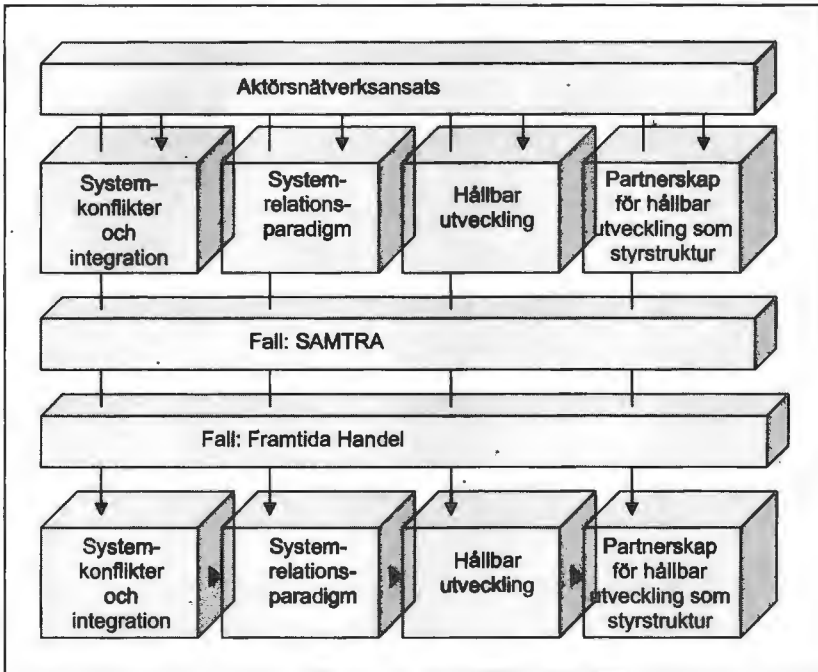 Aktörsnätverksansats
System-
konflikter
och
integration
System-
relations-
paradigm
Hållbar
utveckling
Partnerskap
för hållbar
utveckling som
styrstruktur
Fall: SAMTRA
Fall: Framtida Handel
System-
konflikter
och
integration
System-
relations-
paradigm
Hållbar
utveckling
Partnerskap
för hållbar
utveckling som
styrstruktur